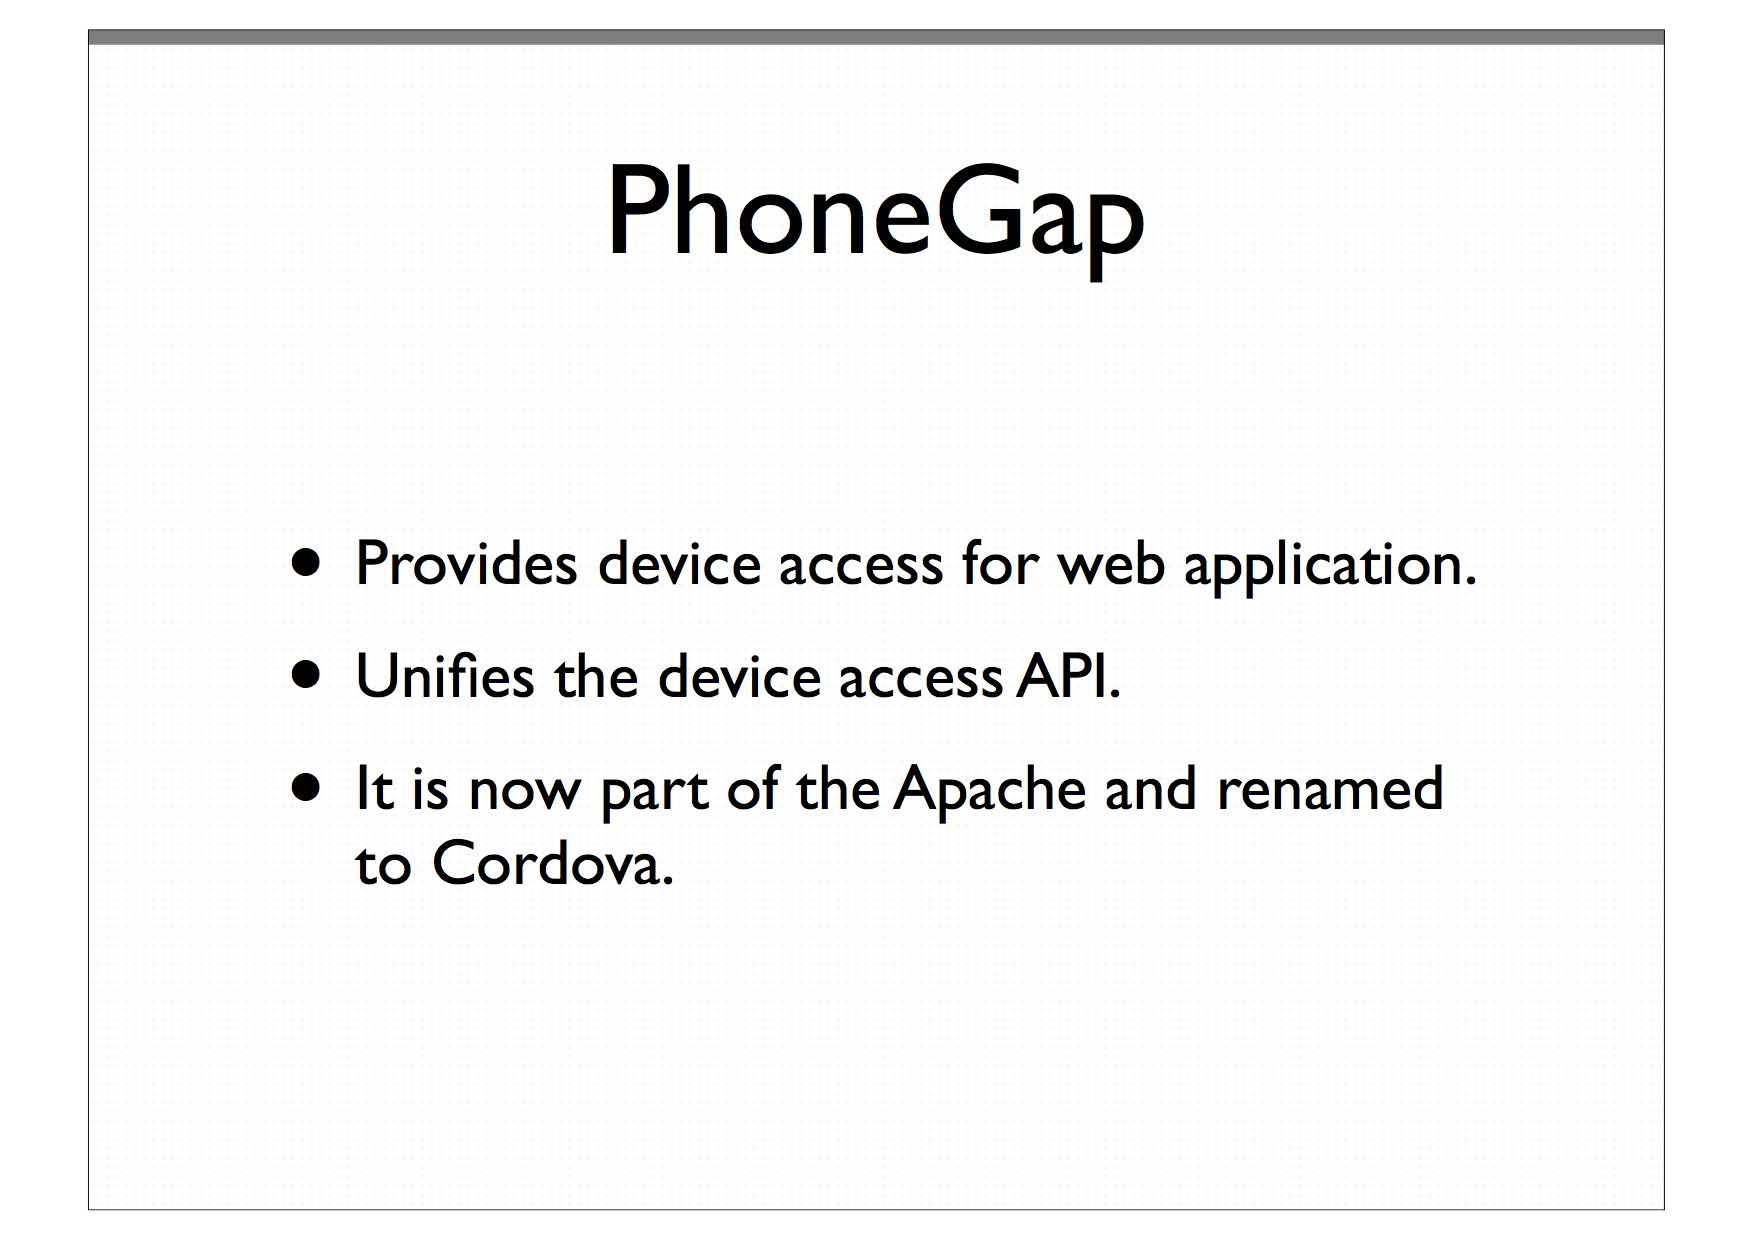 PhoneGap
• Provides device access for web application.
• Unifies the device access API.
• It is now part of the Apache and renamed
to Cordova.